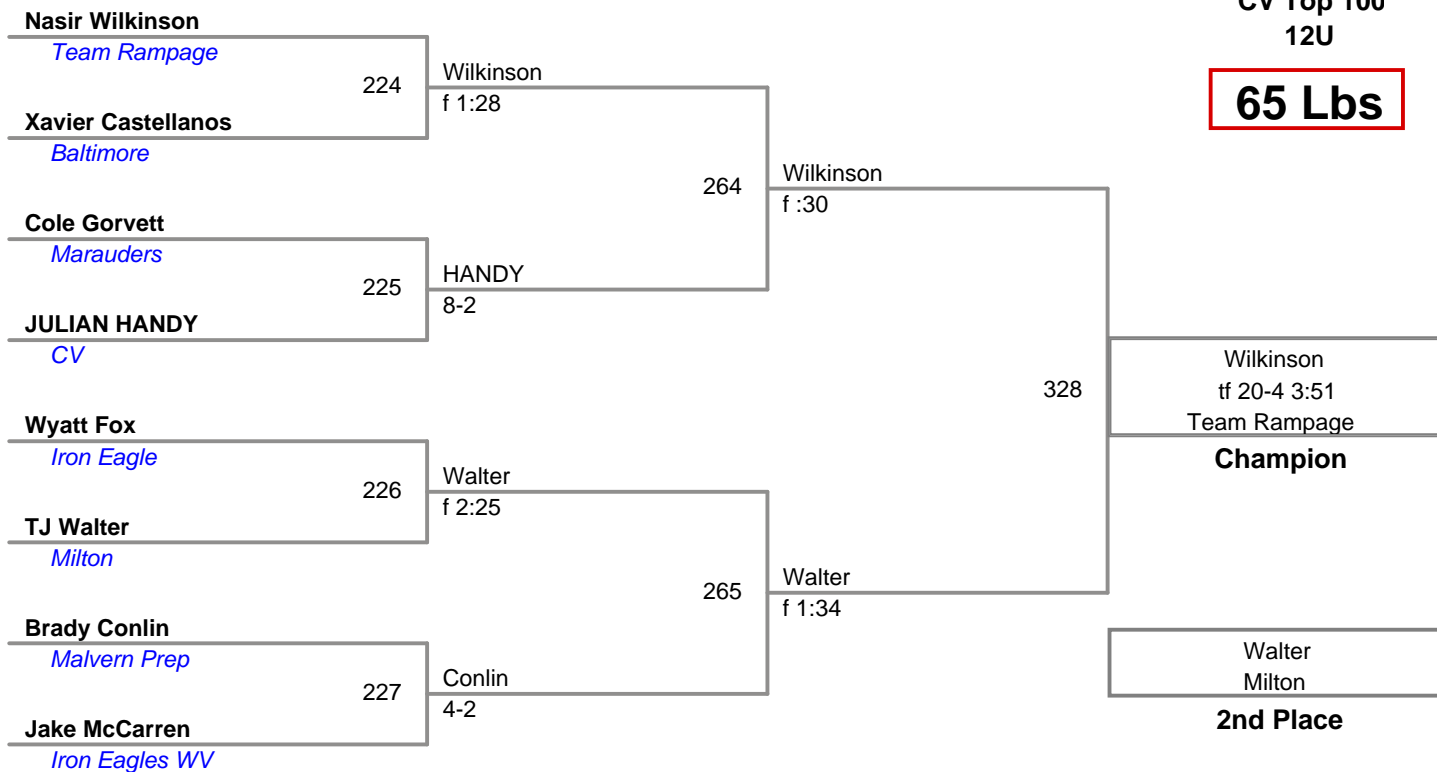 CV Top 100
12U
65 Lbs
Nasir Wilkinson
Team Rampage
224
Wilkinson
f 1:28
Xavier Castellanos
Baltimore
264
Wilkinson
f :30
Cole Gorvett
Marauders
225
HANDY
8-2
JULIAN HANDY
CV
328
Wilkinson
tf 20-4 3:51
Team Rampage
Champion
Wyatt Fox
Iron Eagle
226
Walter
f 2:25
TJ Walter
Milton
265
Walter
f 1:34
Brady Conlin
Malvern Prep
227
Conlin
4-2
Jake McCarren
Iron Eagles WV
Walter
Milton
2nd Place